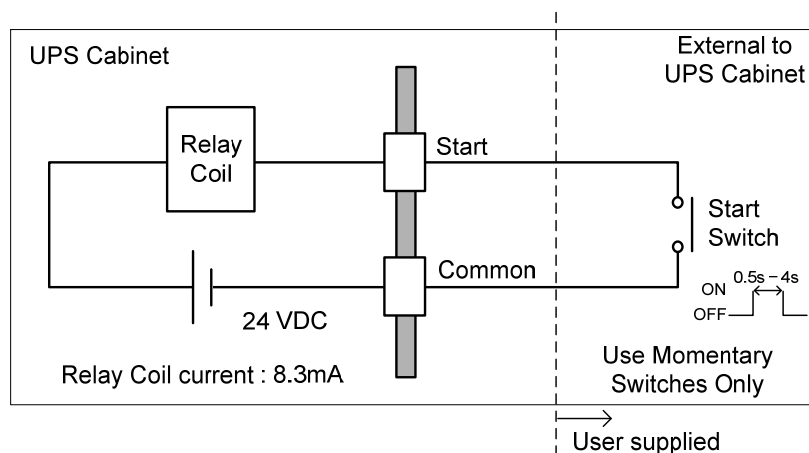 UPS Cabinet
External to
UPS Cabinet
Relay
Coil
Start
Start
Switch
Common
24 VDC
ON
0.5s – 4s
OFF
Relay Coil current : 8.3mA
Use Momentary
Switches Only
User supplied